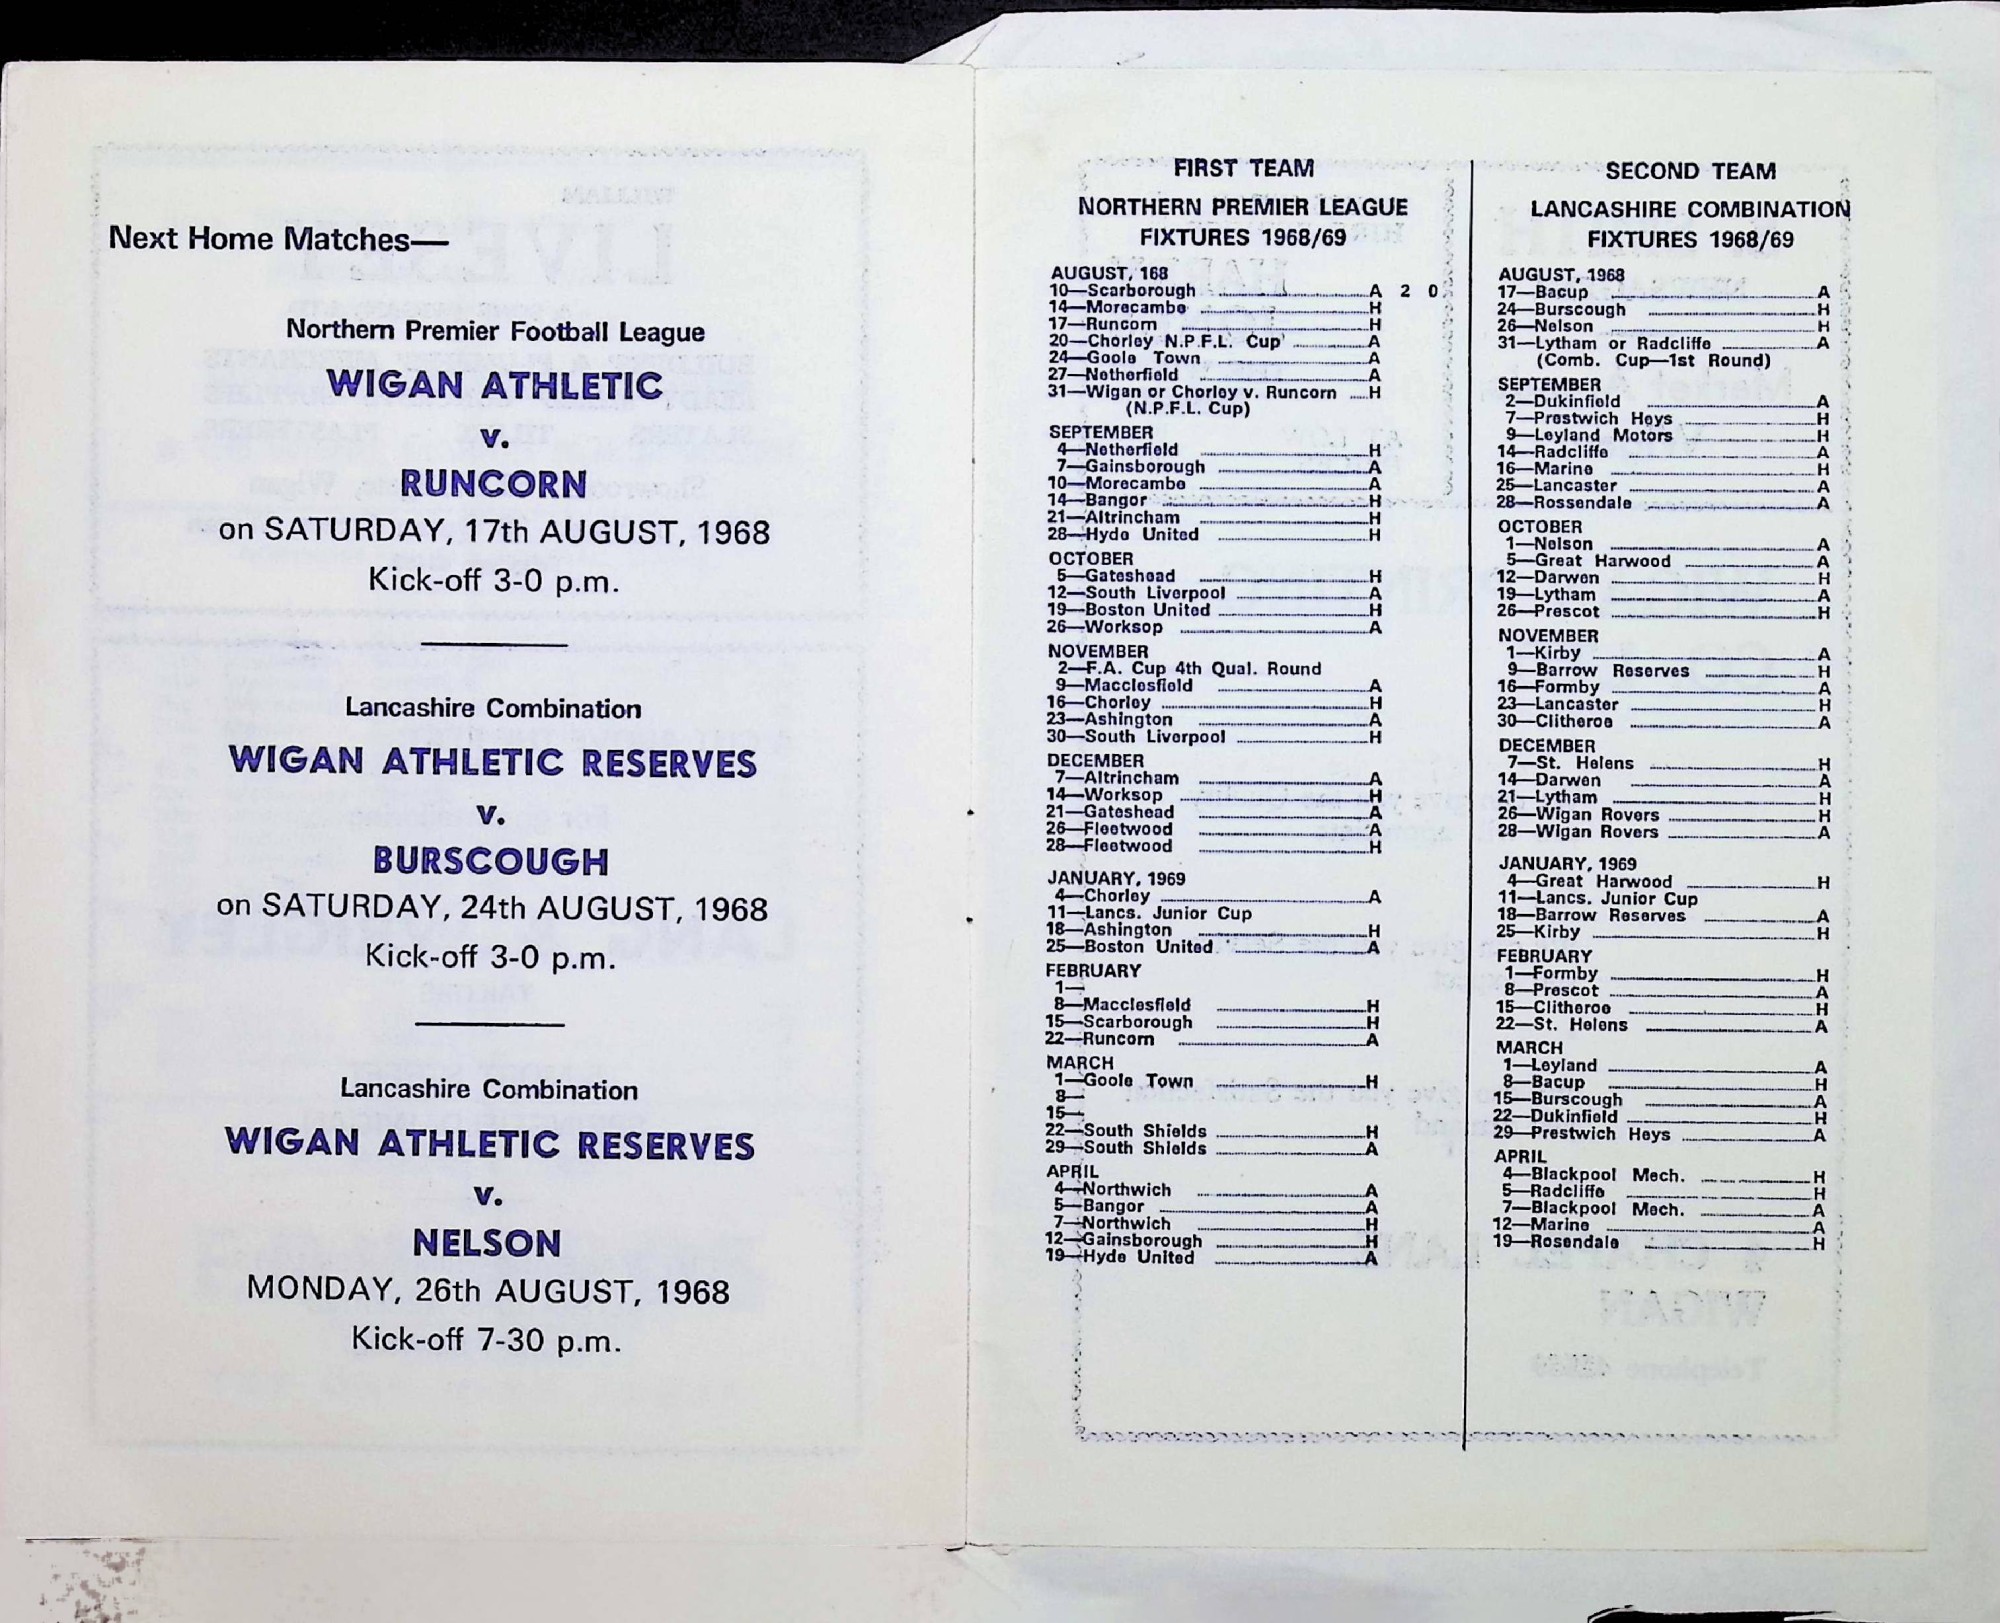 Next Home Matches—
Northern Premier Football League
WIGAN ATHLETIC
v.
RUNCORN
on SATURDAY, 17th AUGUST, 1968
Kick-off 3-0 p.m.
Lancashire Combination
WIGAN ATHLETIC RESERVES
v.
BURSCOUGH
on SATURDAY, 24th AUGUST, 1968
Kick-off 3-0 p.m.
Lancashire Combination
WIGAN ATHLETIC RESERVES
v.
NELSON
MONDAY, 26th AUGUST, 1968
Kick-off 7-30 p.m.
FIRST TEAM
NORTHERN PREMIER LEAGUE
FIXTURES 1968/69
AUGUST, 168
10—Scarborough A 2 0
14—Morecambe H
17—Runcorn H
20—Chorley N.P.F.L. Cup A
24—Goole Town A
27—Netherfield A
31—Wigan or Chorley v. Runcorn H
(N.P.F.L. Cup)
SEPTEMBER
4—Netherfield H
7—Gainsborough A
10—Morecambe A
14—Bangor H
21—Altrincham H
28—Hyde United H
OCTOBER
5—Gateshead H
12—South Liverpool A
19—Boston United H
26—Worksop A
NOVEMBER
2—F.A. Cup 4th Qual. Round
9—Macclesfield A
16—Chorley H
23—Ashington A
30—South Liverpool H
DECEMBER
7—Altrincham A
14—Worksop H
21—Gateshead A
26—Fleetwood A
28—Fleetwood H
JANUARY, 1969
4—Chorley A
11—Lancs. Junior Cup
18—Ashington H
25—Boston United A
FEBRUARY
1—
8—Macclesfield H
15—Scarborough H
22—Runcorn A
MARCH
1—Goole Town H
8—
15—
22—South Shields H
29—South Shields A
APRIL
4—Northwich A
5—Bangor A
7—Northwich H
12—Gainsborough H
19—Hyde United A
SECOND TEAM
LANCASHIRE COMBINATION
FIXTURES 1968/69
AUGUST, 1968
17—Bacup A
24—Burscough H
26—Nelson H
31—Lytham or Radcliffe A
(Comb. Cup—1st Round)
SEPTEMBER
2—Dukinfield A
7—Prestwich Heys H
9—Leyland Motors H
14—Radcliffe A
16—Marine H
25—Lancaster A
28—Rossendale A
OCTOBER
1—Nelson A
5—Great Harwood A
12—Darwen H
19—Lytham A
26—Prescot H
NOVEMBER
1—Kirby A
9—Barrow Reserves H
16—Formby A
23—Lancaster H
30—Clitheroe A
DECEMBER
7—St. Helens H
14—Darwen A
21—Lytham H
26—Wigan Rovers H
28—Wigan Rovers A
JANUARY, 1969
4—Great Harwood H
11—Lancs. Junior Cup
18—Barrow Reserves A
25—Kirby H
FEBRUARY
1—Formby H
8—Prescot A
15—Clitheroe H
22—St. Helens A
MARCH
1—Leyland A
8—Bacup H
15—Burscough A
22—Dukinfield H
29—Prestwich Heys A
APRIL
4—Blackpool Mech. H
5—Radcliffe H
7—Blackpool Mech. A
12—Marine A
19—Rosendale H